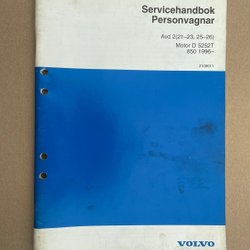 Servicehandbok
Personvagnar
Avd 2(21–23, 25–26)
Motor D 5252T
850 1996–
VOLVO